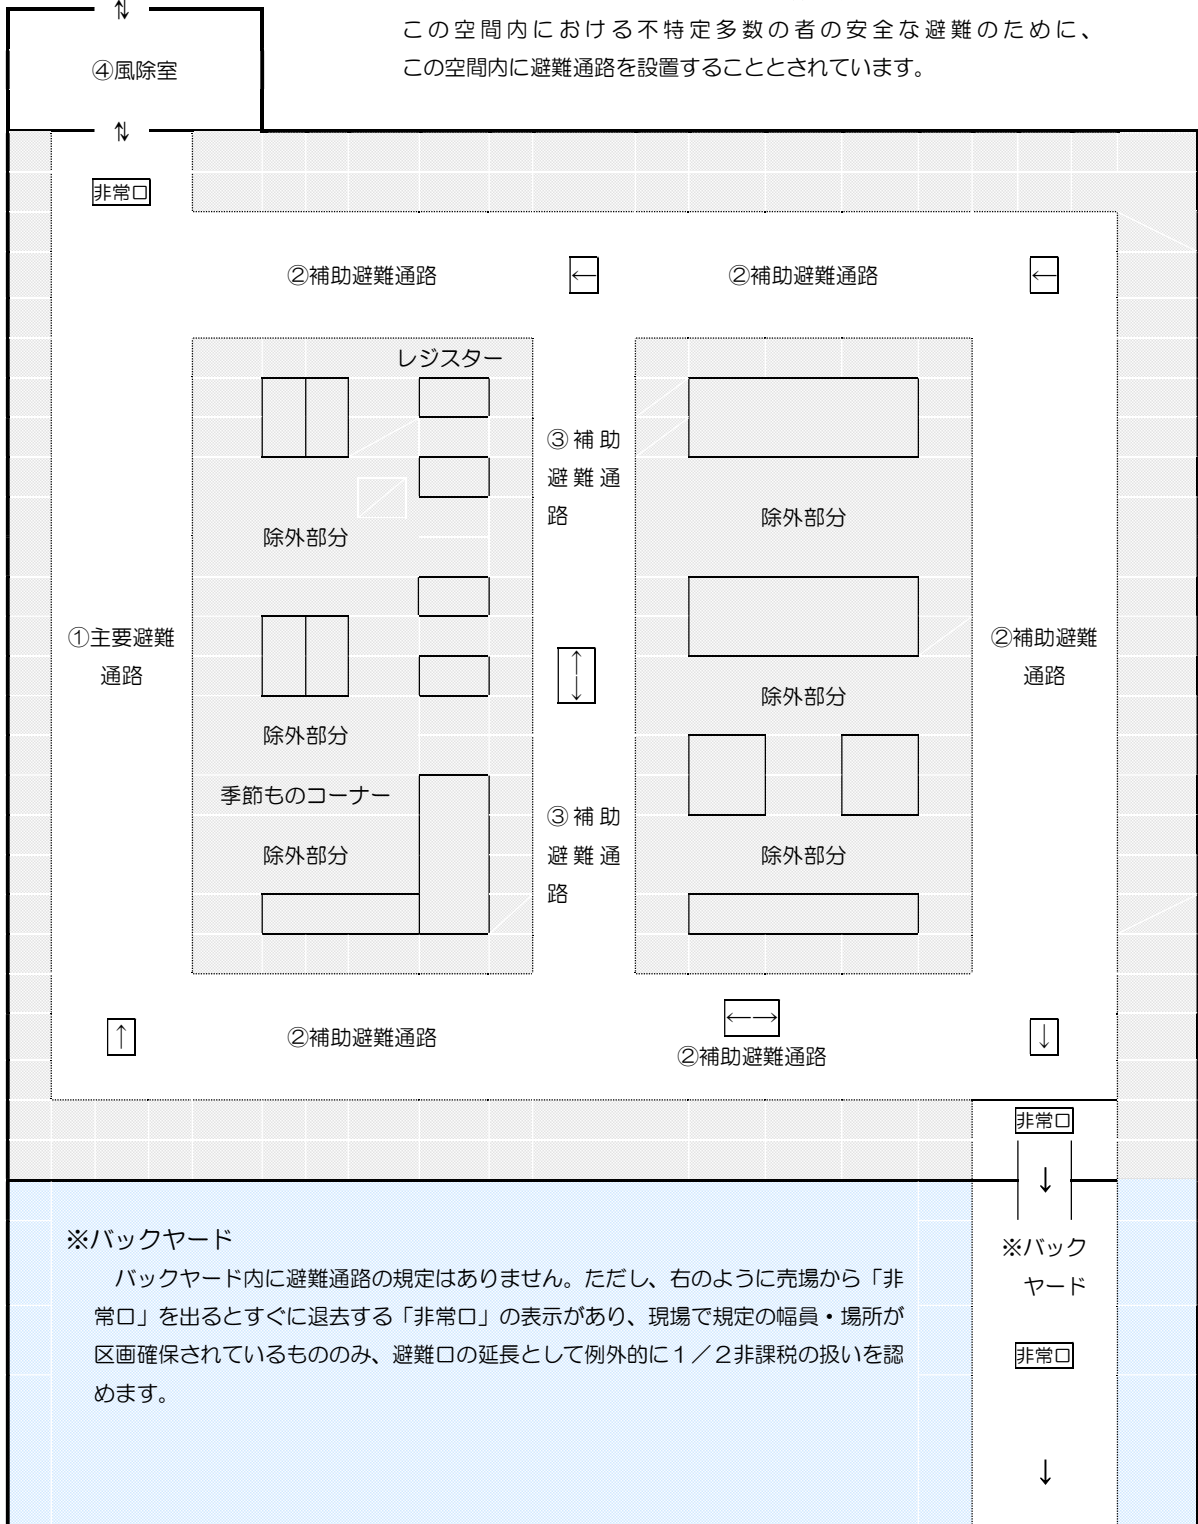 ⇅
この空間内における不特定多数の者の安全な避難のために、
④風除室
この空間内に避難通路を設置することとされています。
⇅
非常口
②補助避難通路
←
②補助避難通路
←
レジスター
③補助
避難通
路
除外部分
除外部分
①主要避難
通路
↑
↓
②補助避難
通路
除外部分
除外部分
季節ものコーナー
③補助
避難通
路
除外部分
除外部分
↑
②補助避難通路
←→
②補助避難通路
↓
非常口
↓
※バックヤード
バックヤード内に避難通路の規定はありません。ただし、右のように売場から「非
常口」を出るとすぐに退去する「非常口」の表示があり、現場で規定の幅員・場所が
区画確保されているもののみ、避難口の延長として例外的に１／２非課税の扱いを認
めます。
※バック
ヤード
非常口
↓